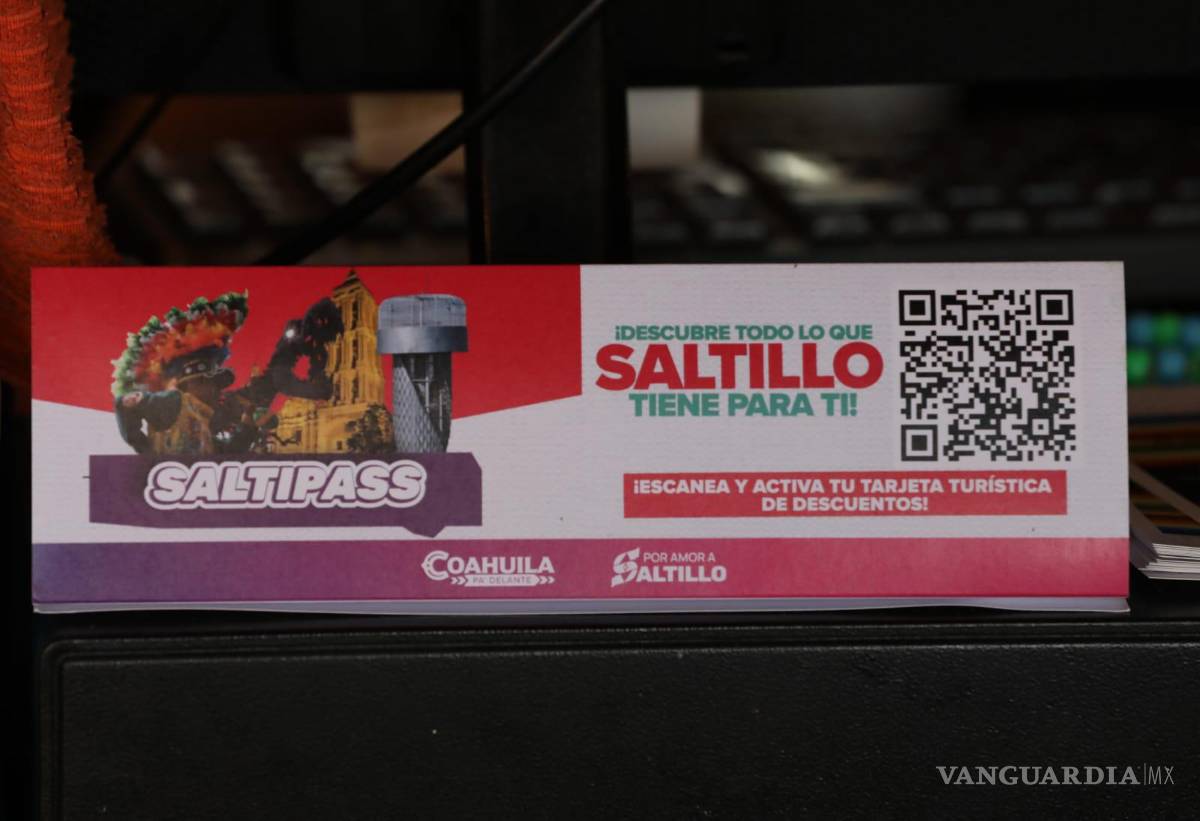 ¡DESCUBRE TODO LO QUE
SALTILLO
TIENE PARA TI!
SALTIPASS
¡ESCANEA Y ACTIVA TU TARJETA TURÍSTICA
DE DESCUENTOS!
COAHUILA
PA' DELANTE
POR AMOR A
SALTILLO
VANGUARDIA|MX